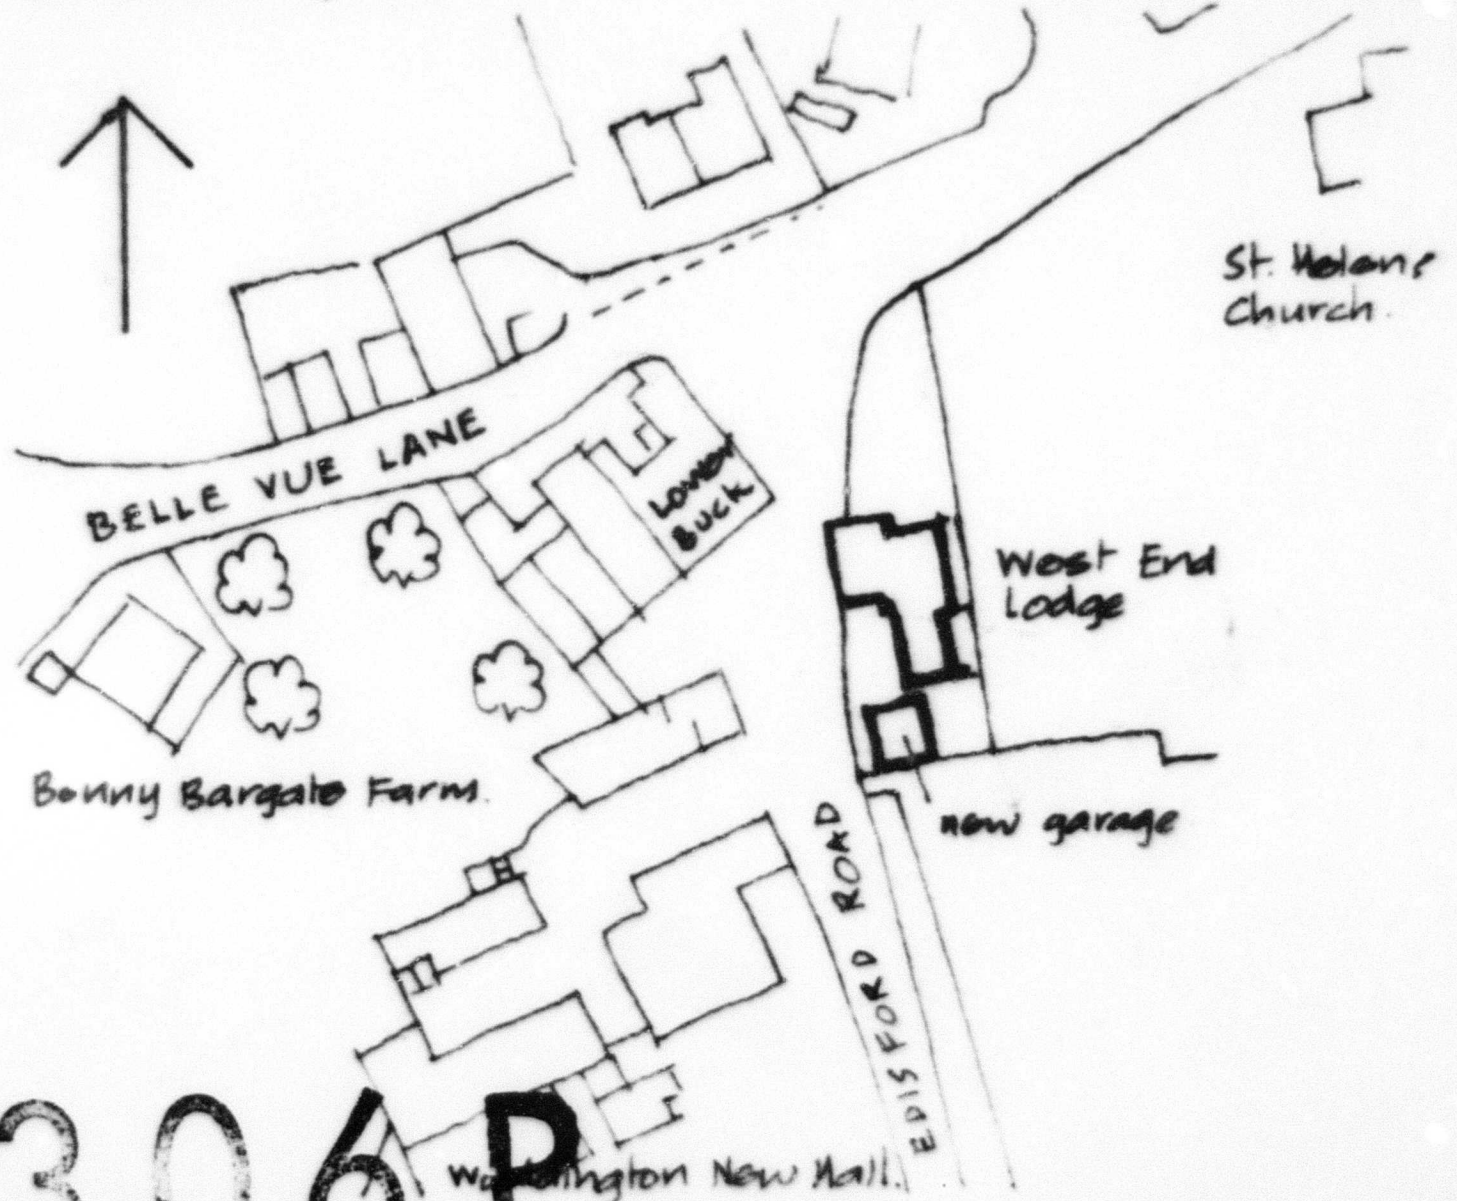 St. Helens
Church.
BELLE VUE LANE
Lower
Buck
West End
Lodge
Bonny Bargate Farm.
new garage
EDISFORD ROAD
306 P
Waddington New Hall.